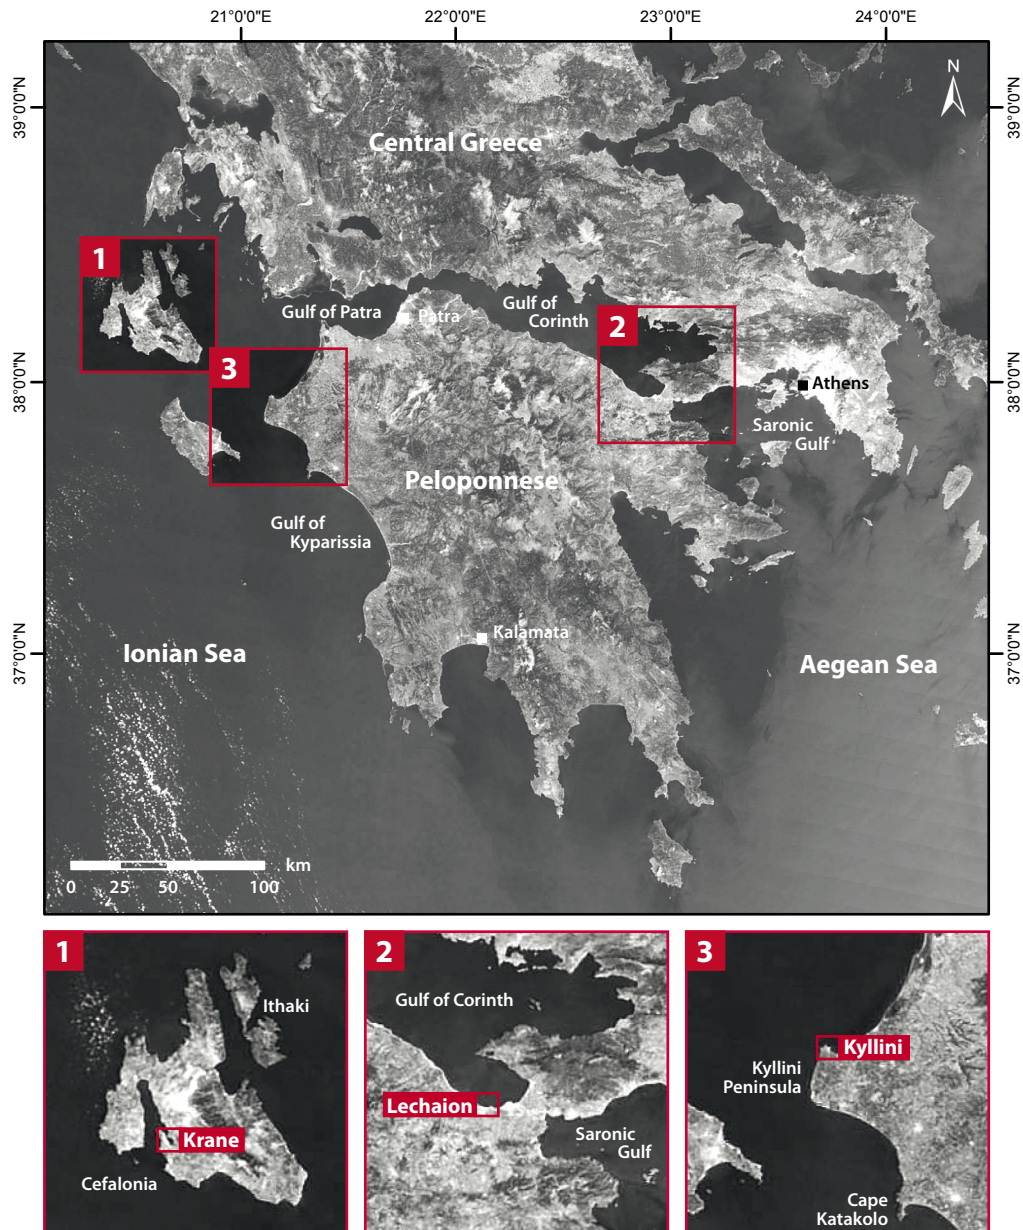 21°0'0"E
22°0'0"E
23°0'0"E
24°0'0"E
39°0'0"N
38°0'0"N
37°0'0"N
39°0'0"N
38°0'0"N
37°0'0"N
N
Central Greece
1
Gulf of Patra
Patra
Gulf of
Corinth
2
3
Athens
Saronic
Gulf
Peloponnese
Gulf of
Kyparissia
Kalamata
Ionian Sea
Aegean Sea
km
0 25 50 100
1
Ithaki
Krane
Cefalonia
2
Gulf of Corinth
Lechaion
Saronic
Gulf
3
Kyllini
Kyllini
Peninsula
Cape
Katakolo